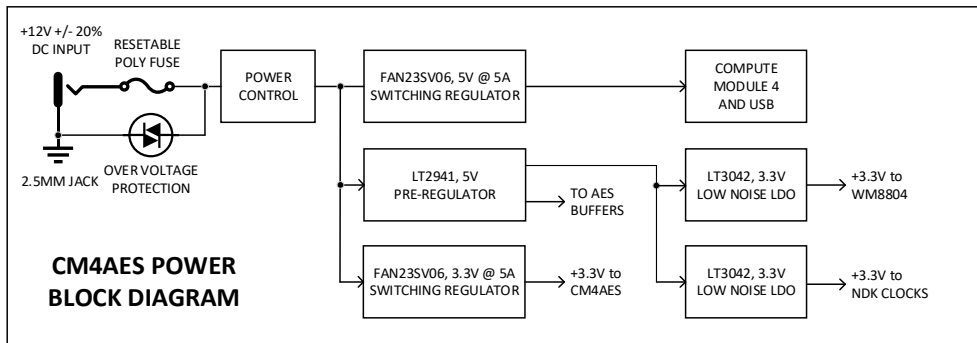 +12V +/- 20%
DC INPUT
RESETABLE
POLY FUSE
2.5MM JACK
OVER VOLTAGE
PROTECTION
POWER
CONTROL
FAN23SV06, 5V @ 5A
SWITCHING REGULATOR
COMPUTE
MODULE 4
AND USB
LT2941, 5V
PRE-REGULATOR
TO AES
BUFFERS
LT3042, 3.3V
LOW NOISE LDO
+3.3V to
WM8804
FAN23SV06, 3.3V @ 5A
SWITCHING REGULATOR
+3.3V to
CM4AES
LT3042, 3.3V
LOW NOISE LDO
+3.3V to
NDK CLOCKS
CM4AES POWER
BLOCK DIAGRAM